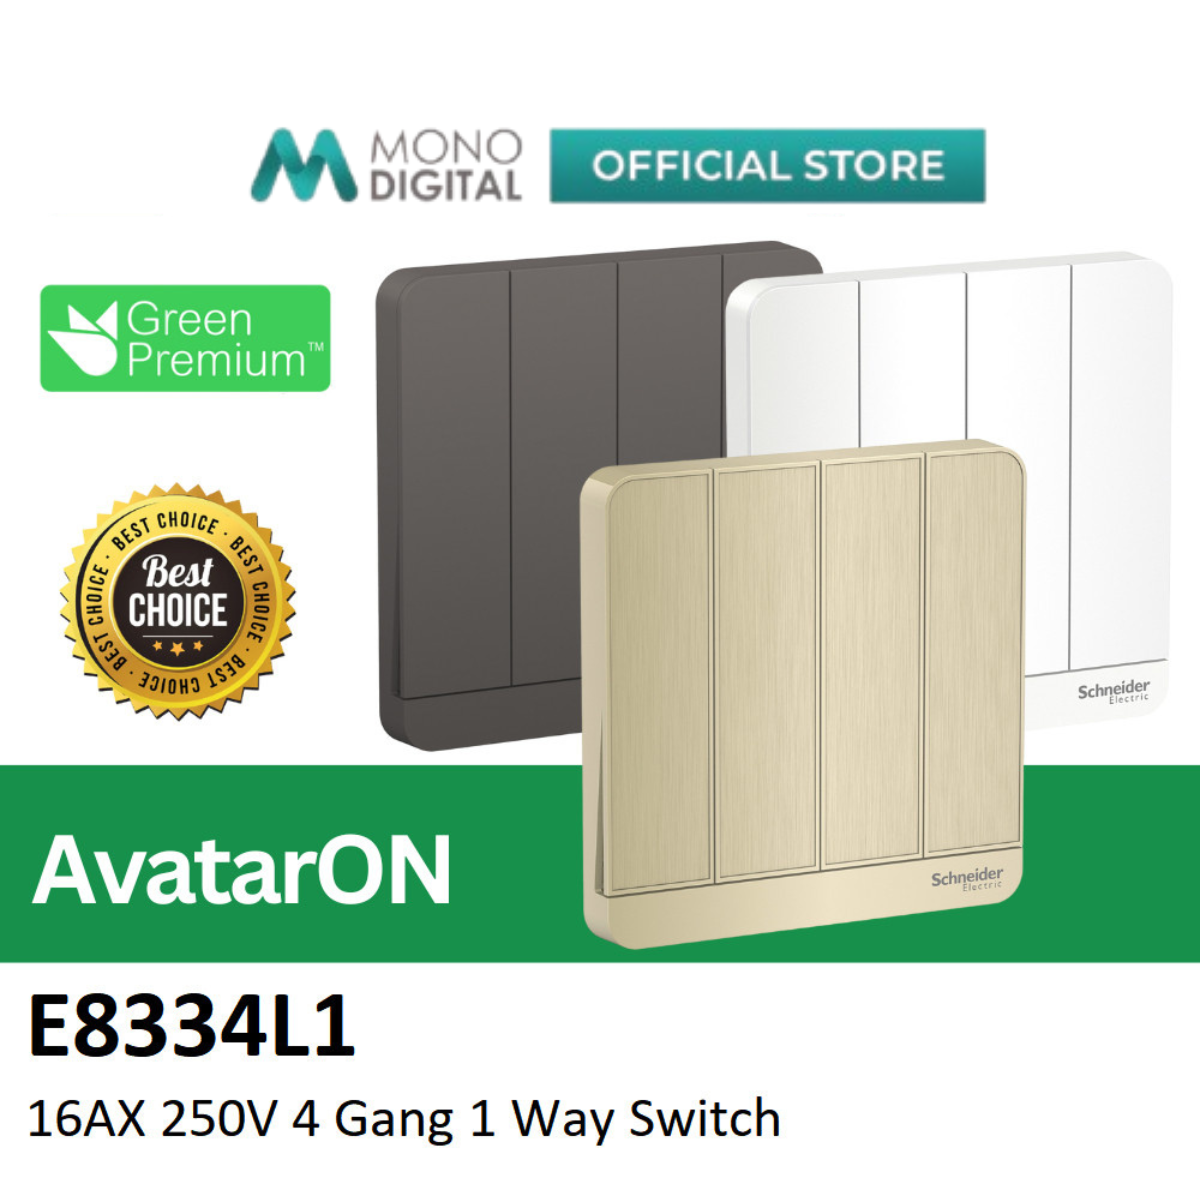 MONO
DIGITAL
OFFICIAL STORE
Green
Premium™
BEST CHOICE · BEST CHOICE · BEST CHOICE · BEST CHOICE ·
Best
CHOICE
Schneider
Electric
Schneider
Electric
AvatarON
E8334L1
16AX 250V 4 Gang 1 Way Switch